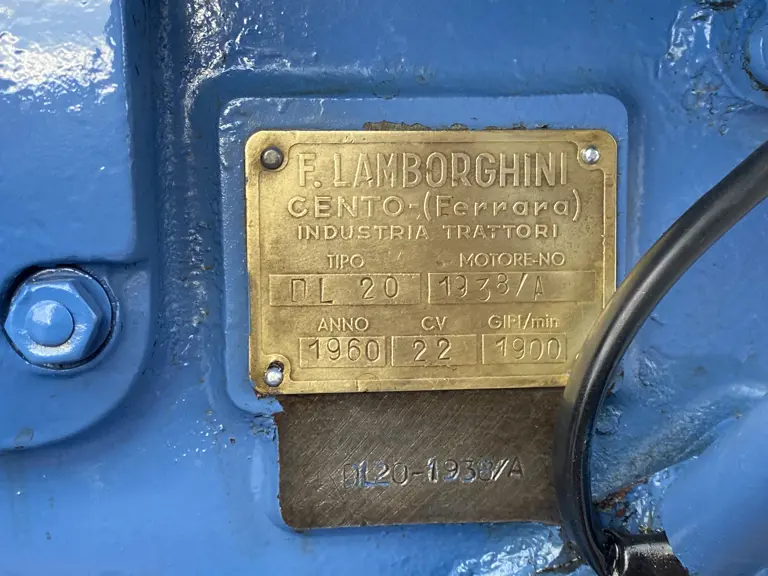 F. LAMBORGHINI
CENTO-(Ferrara)
INDUSTRIA TRATTORI
TIPO MOTORE-NO
DL 20 1938/A
ANNO CV GIRI/min
1960 22 1900
DL20-1938/A